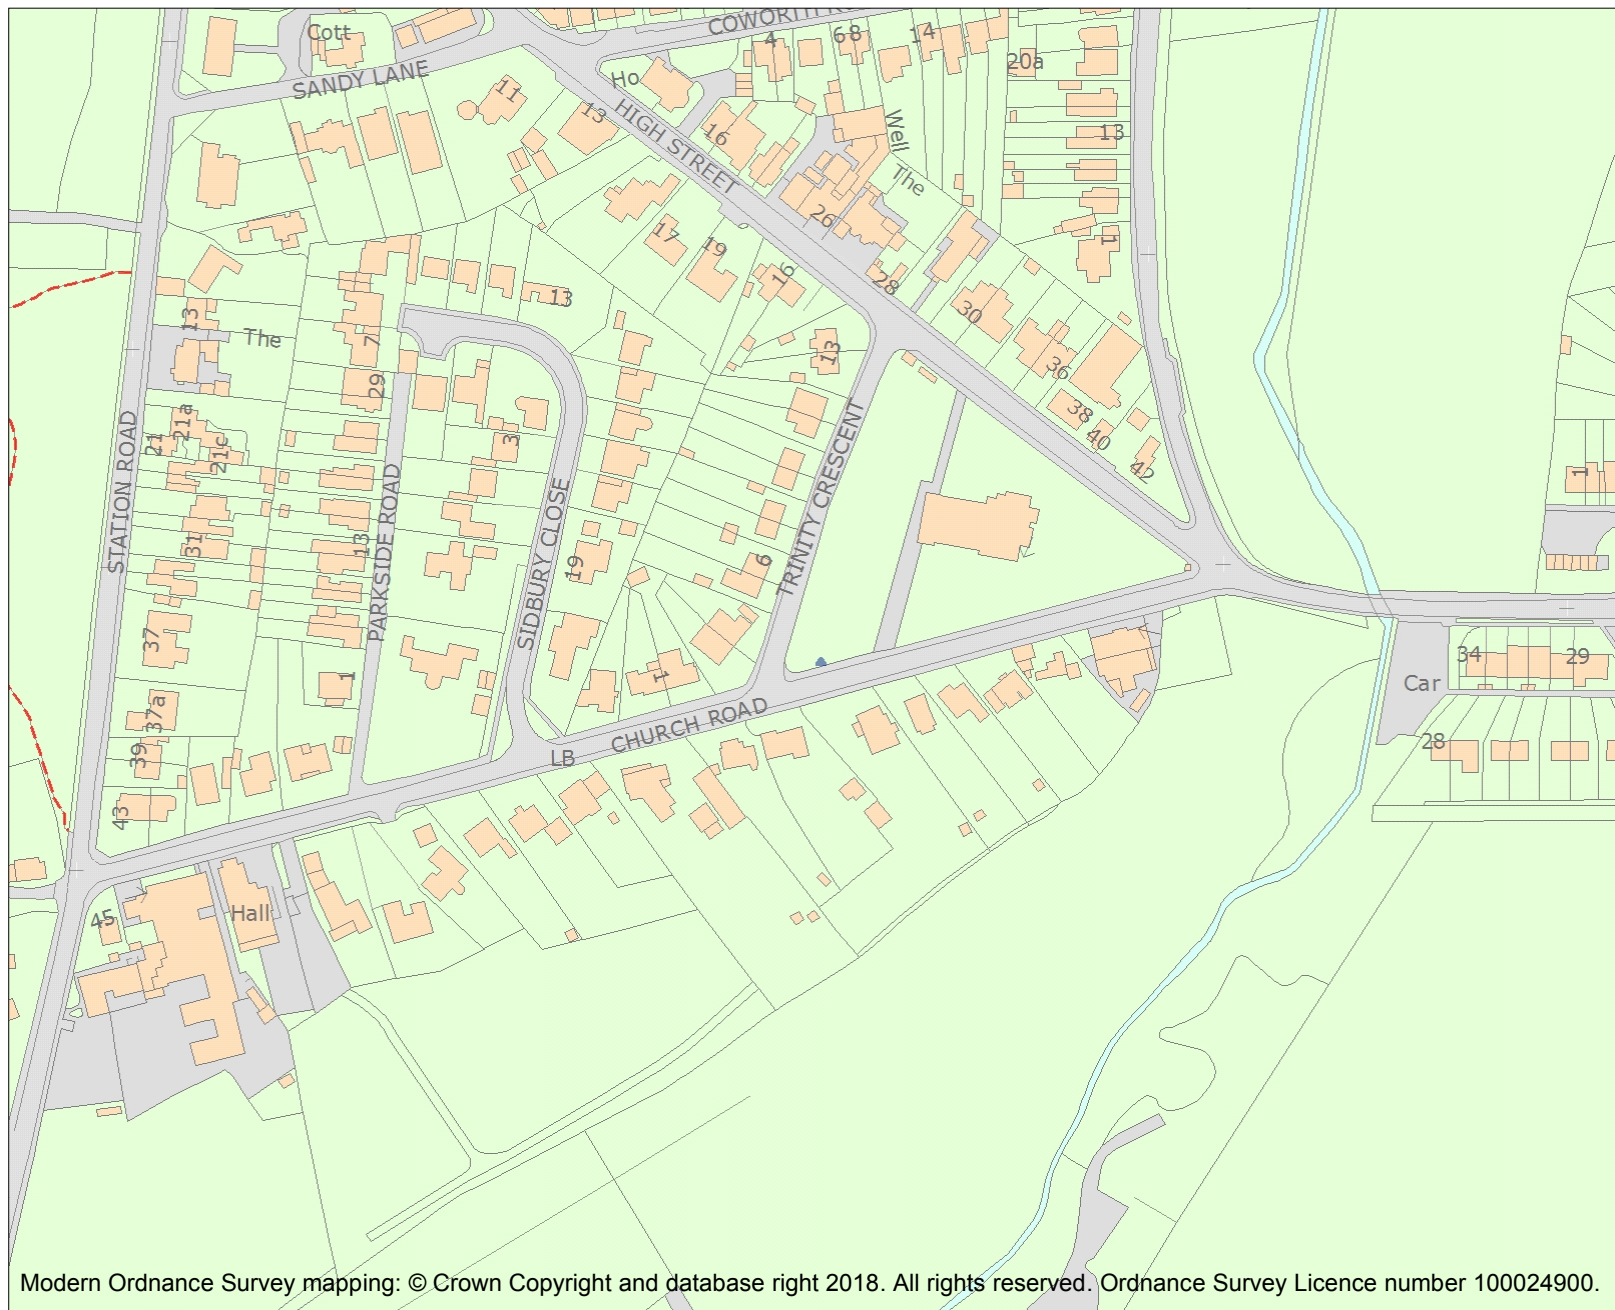 Cott
COWORTH
4
68
14
20a
SANDY LANE
Ho
11
13
HIGH STREET
16
Well
The
13
26
17
19
16
28
1
30
13
13
The
7
29
13
36
38
40
42
21
21a
21c
3
STATION ROAD
PARKSIDE ROAD
SIDBURY CLOSE
TRINITY CRESCENT
1
31
13
19
6
37
1
1
34
29
Car
37a
39
LB
CHURCH ROAD
28
43
45
Hall
Modern Ordnance Survey mapping: © Crown Copyright and database right 2018. All rights reserved. Ordnance Survey Licence number 100024900.